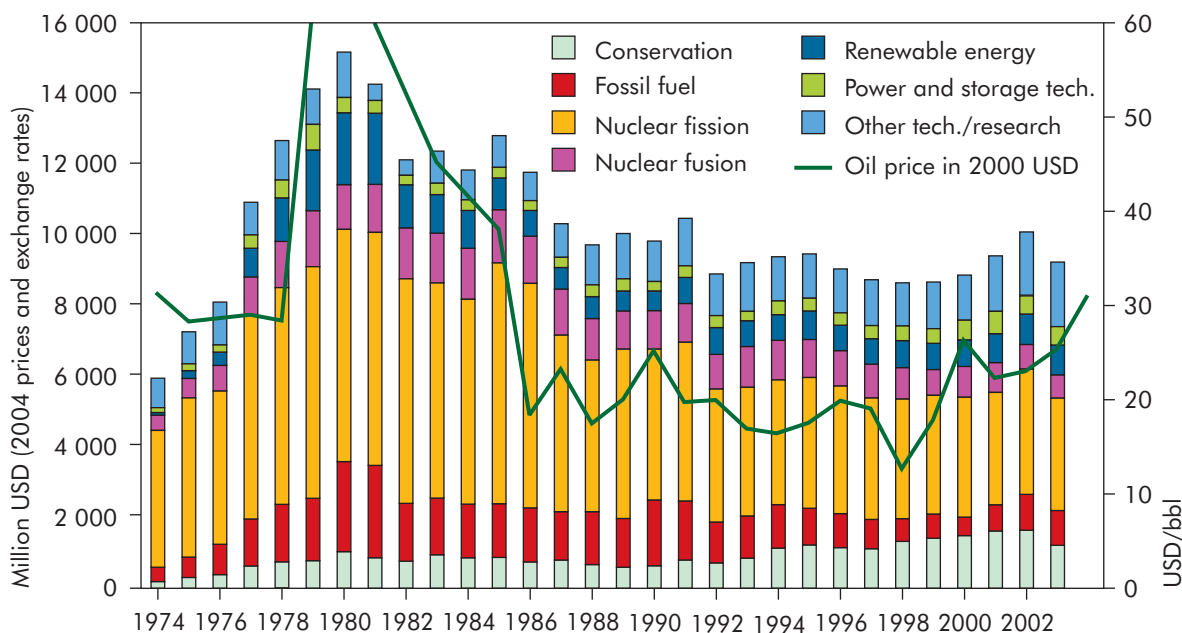 16 000
14 000
12 000
10 000
8 000
6 000
4 000
2 000
0
Million USD (2004 prices and exchange rates)
Conservation
Fossil fuel
Nuclear fission
Nuclear fusion
Renewable energy
Power and storage tech.
Other tech./research
Oil price in 2000 USD
60
50
40
30
20
10
0
USD/bbl
1974 1976 1978 1980 1982 1984 1986 1988 1990 1992 1994 1996 1998 2000 2002